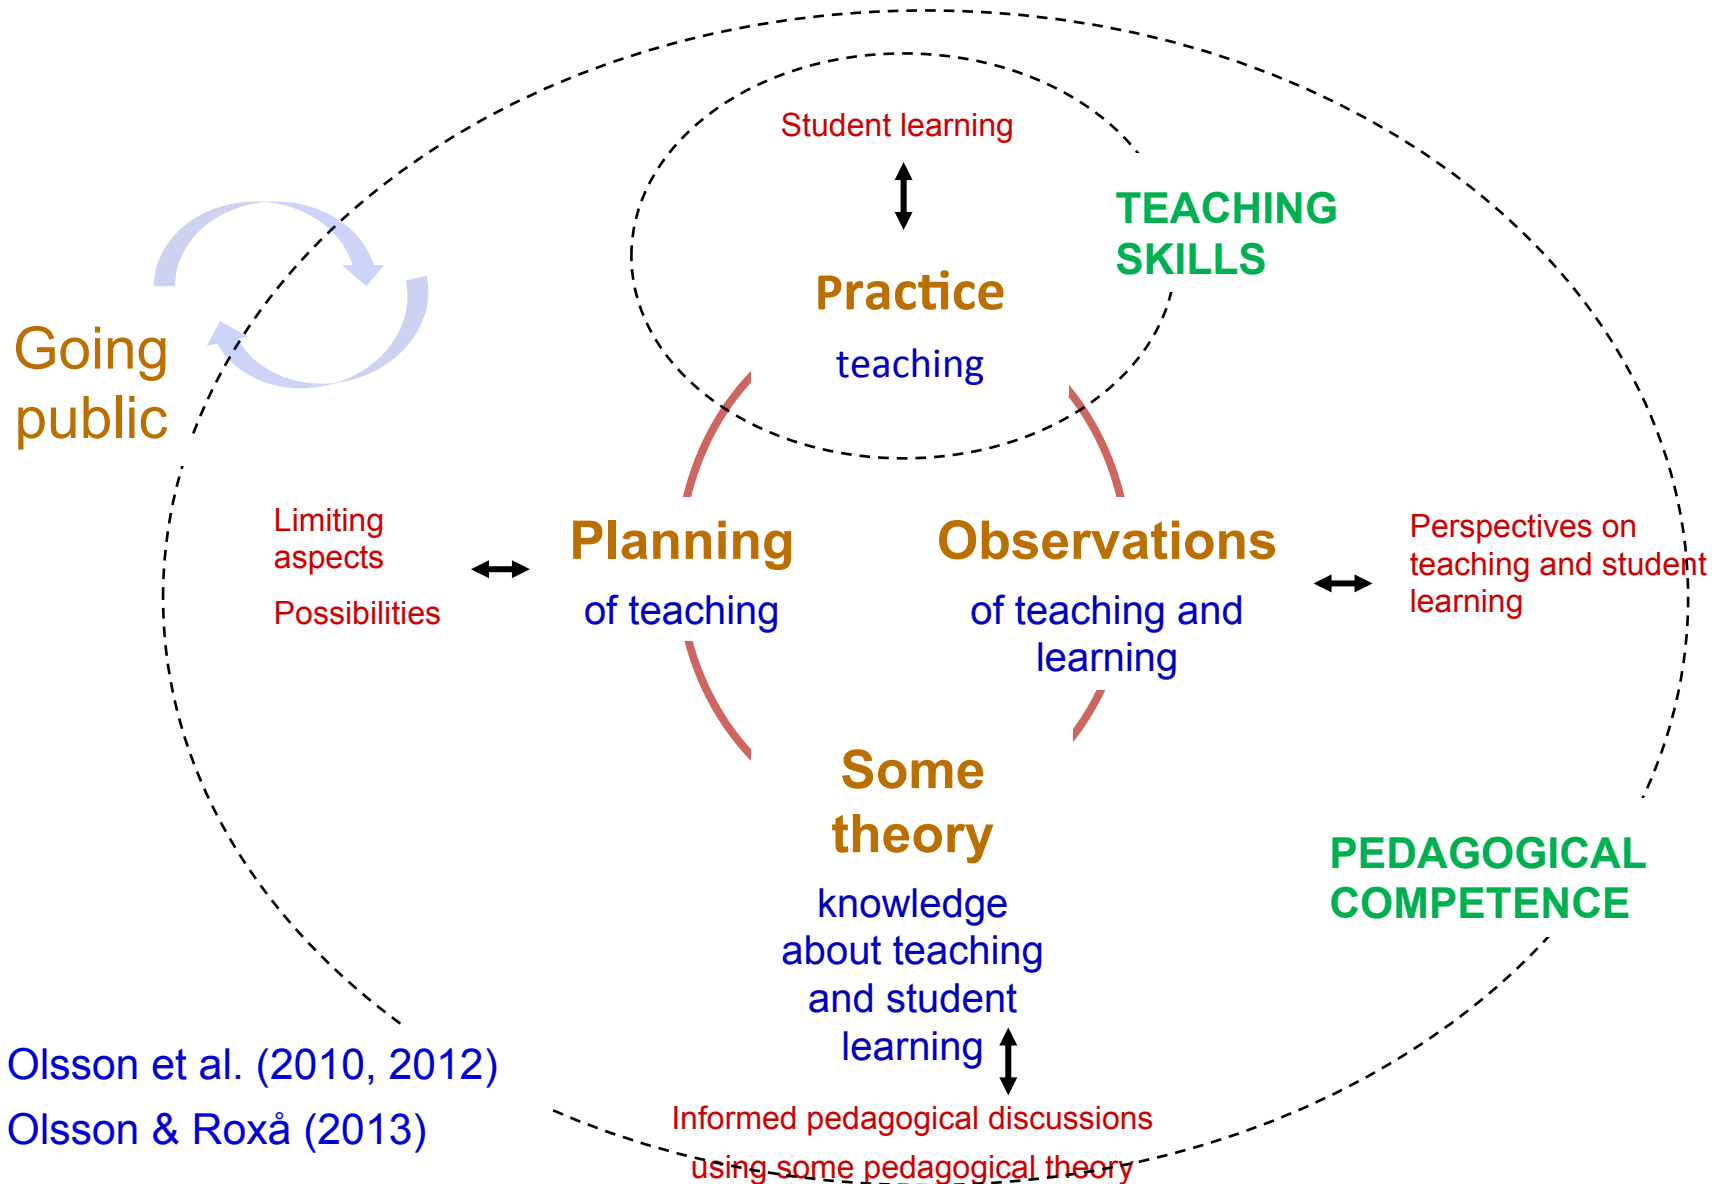 Student learning
TEACHING
SKILLS
Practice
teaching
Going
public
Limiting
aspects
Possibilities
Planning
of teaching
Observations
of teaching and
learning
Perspectives on
teaching and student
learning
Some
theory
knowledge
about teaching
and student
learning
PEDAGOGICAL
COMPETENCE
Informed pedagogical discussions
using some pedagogical theory
Olsson et al. (2010, 2012)
Olsson & Roxå (2013)